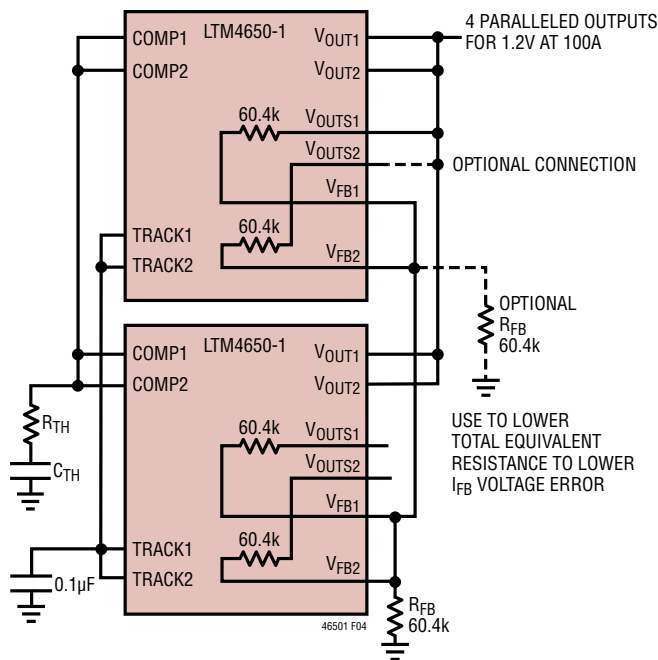 4 PARALLELED OUTPUTS
FOR 1.2V AT 100A
LTM4650-1
COMP1
COMP2
VOUT1
VOUT2
60.4k
VOUTS1
VOUTS2
OPTIONAL CONNECTION
VFB1
60.4k
TRACK1
TRACK2
VFB2
OPTIONAL
RFB
60.4k
LTM4650-1
COMP1
COMP2
VOUT1
VOUT2
RTH
CTH
USE TO LOWER
TOTAL EQUIVALENT
RESISTANCE TO LOWER
IFB VOLTAGE ERROR
60.4k
VOUTS1
VOUTS2
VFB1
60.4k
TRACK1
TRACK2
VFB2
0.1µF
RFB
60.4k
46501 F04